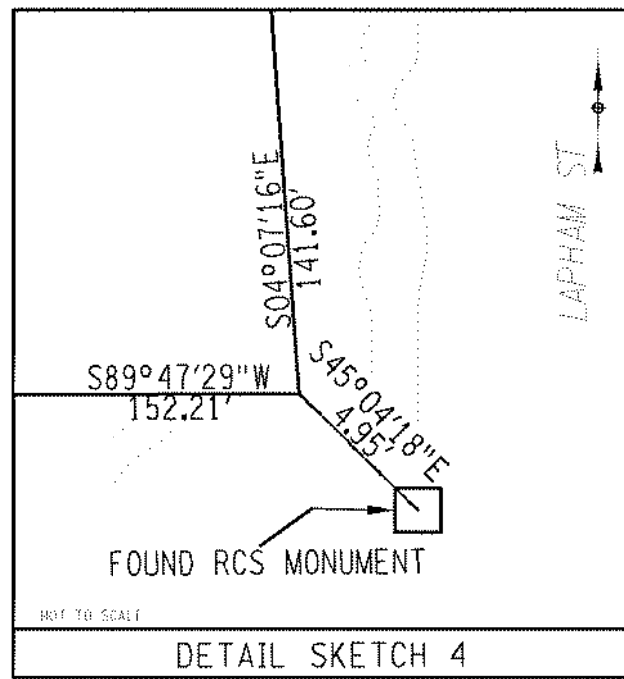 S04°07'16"E
141.60'
LAPHAM ST
S89°47'29"W
152.21'
S45°04'18"E
4.95'
FOUND RCS MONUMENT
NOT TO SCALE
DETAIL SKETCH 4